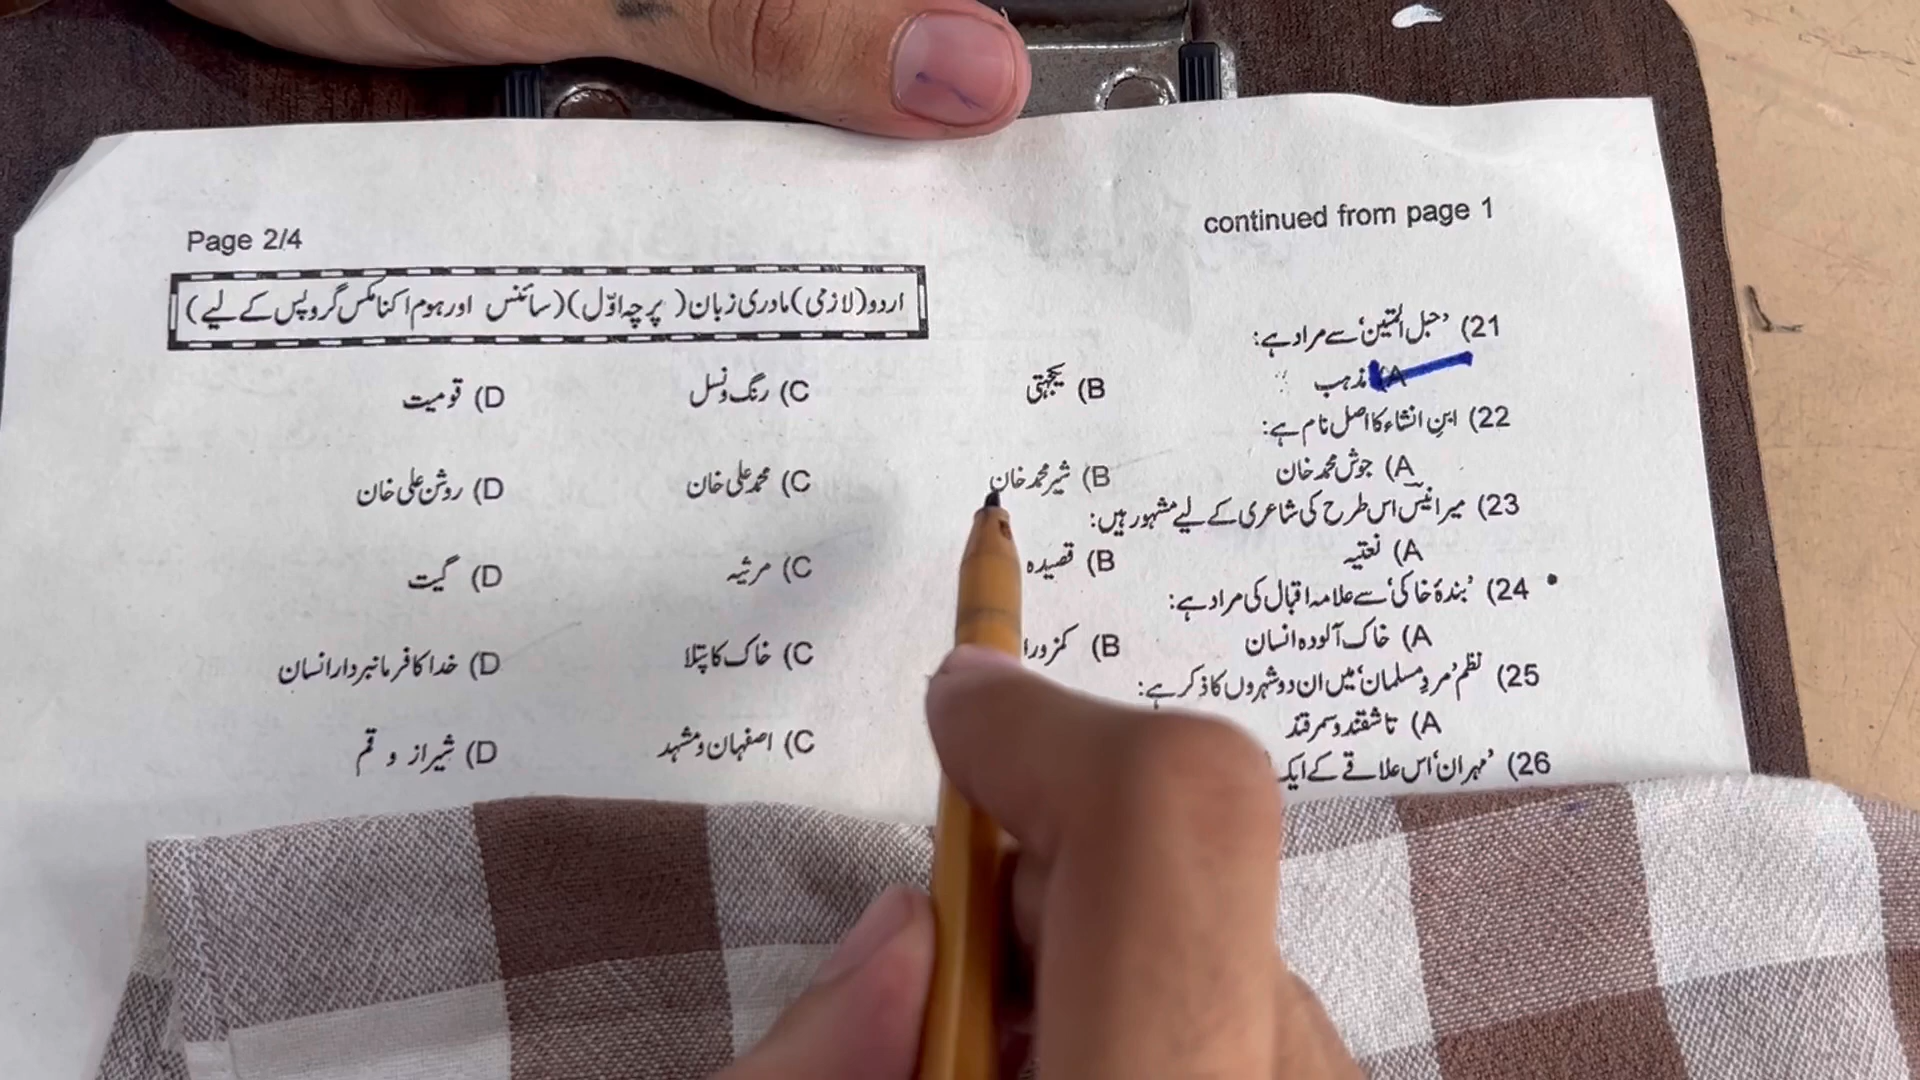 continued from page 1
Page 2/4
اردو (لازمی) مادری زبان (پرچہ اوّل) (سائنس اور ہوم اکنامکس گروپس کے لیے)
21) ’حبل المتین‘ سے مراد ہے:
A) مذہب B) یکجہتی C) رنگ و نسل D) قومیت
22) ابنِ انشاء کا اصل نام ہے:
A) جوش محمد خان B) شیر محمد خان C) محمد علی خان D) روشن علی خان
23) میر انیس اس طرح کی شاعری کے لیے مشہور ہیں:
A) نعتیہ B) قصیدہ C) مرثیہ D) گیت
24) ’بندۂ خاکی‘ سے علامہ اقبال کی مراد ہے:
A) خاک آلودہ انسان B) کمزور C) خاک کا پتلا D) خدا کا فرمانبردار انسان
25) نظم ’مردِ مسلمان‘ میں ان دو شہروں کا ذکر ہے:
A) تاشقند و سمرقند C) اصفہان و مشہد D) شیراز و قم
26) ’مہران‘ اس علاقے کے ایک